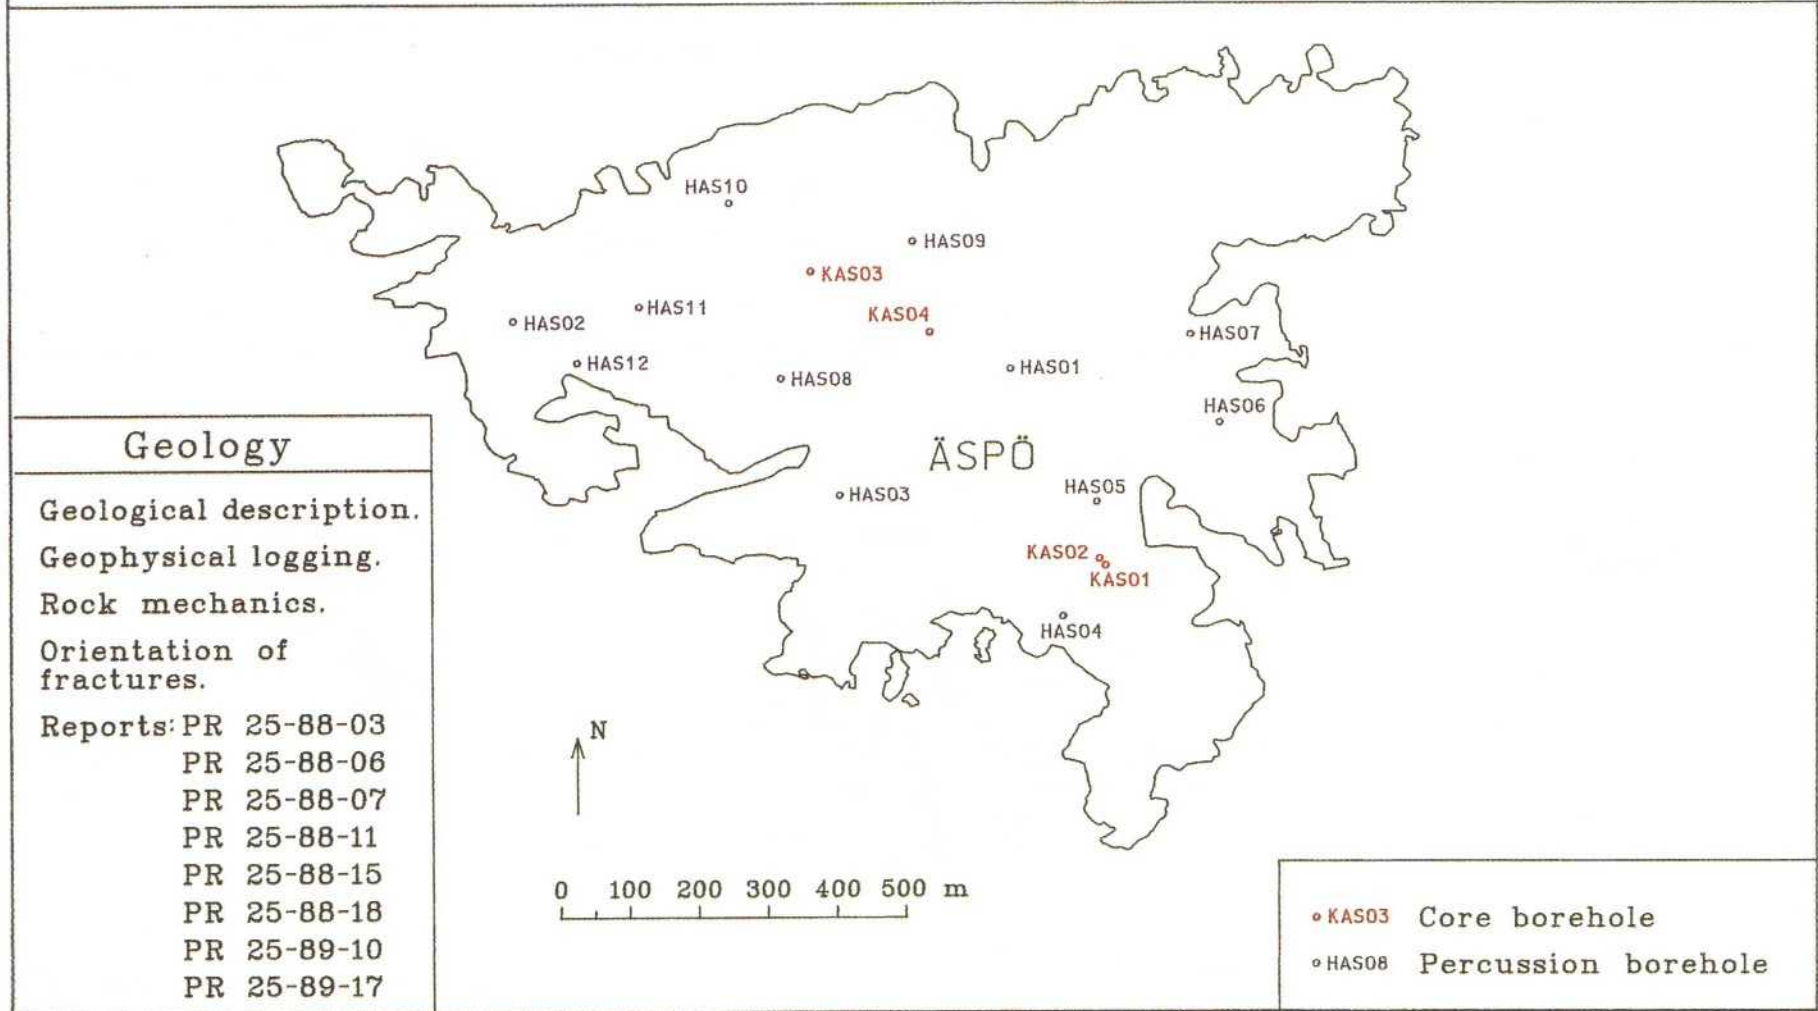 HAS10
HAS09
KAS03
HAS11
KAS04
HAS02
HAS07
HAS12
HAS01
HAS08
HAS06
ÄSPÖ
HAS05
HAS03
KAS02
KAS01
HAS04
Geology
Geological description.
Geophysical logging.
Rock mechanics.
Orientation of
fractures.
Reports: PR 25-88-03
PR 25-88-06
PR 25-88-07
PR 25-88-11
PR 25-88-15
PR 25-88-18
PR 25-89-10
PR 25-89-17
N
0 100 200 300 400 500 m
KAS03 Core borehole
HAS08 Percussion borehole